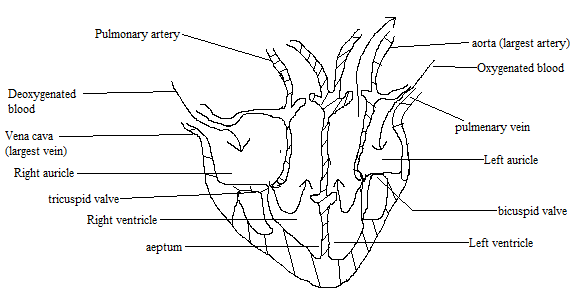 Pulmonary artery
aorta (largest artery)
Oxygenated blood
Deoxygenated
blood
pulmenary vein
Vena cava
(largest vein)
Left auricle
Right auricle
tricuspid valve
bicuspid valve
Right ventricle
aeptum
Left ventricle